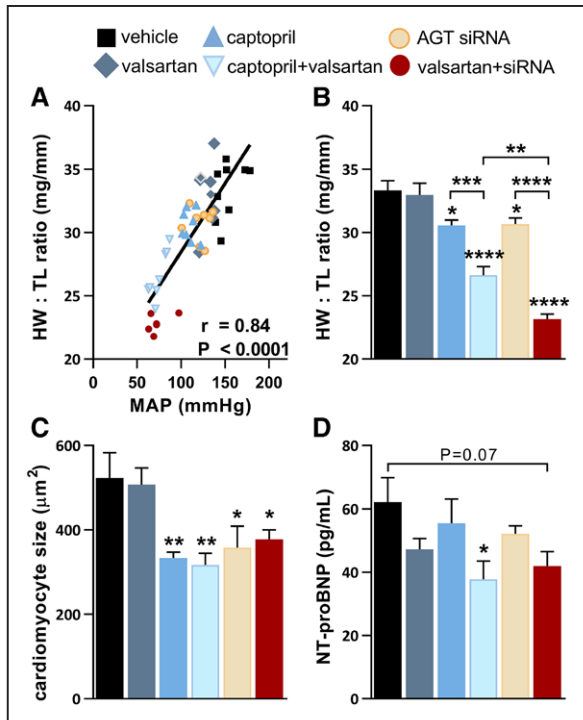 vehicle captopril AGT siRNA
valsartan captopril+valsartan valsartan+siRNA
A
HW : TL ratio (mg/mm)
40
35
30
25
20
r = 0.84
P < 0.0001
0 50 100 150 200
MAP (mmHg)
B
HW : TL ratio (mg/mm)
40
35
30
25
20
**
*** ****
* *
****
****
C
cardiomyocyte size (μm²)
600
400
200
0
** ** * *
D
NT-proBNP (pg/mL)
80
60
40
20
0
P=0.07
*